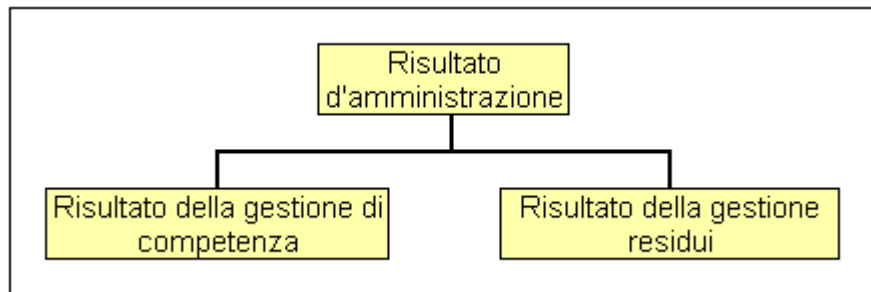 Risultato
d'amministrazione
Risultato della gestione di
competenza
Risultato della gestione
residui